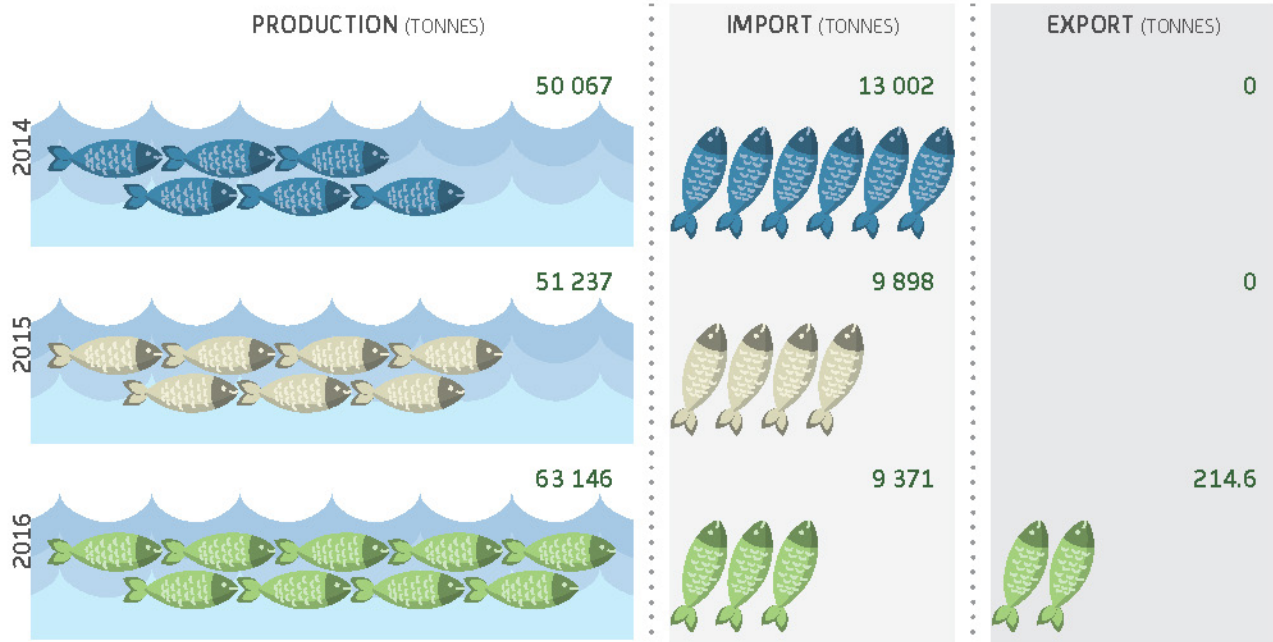 PRODUCTION (TONNES) IMPORT (TONNES) EXPORT (TONNES)
2014 50 067 13 002 0
2015 51 237 9 898 0
2016 63 146 9 371 214.6